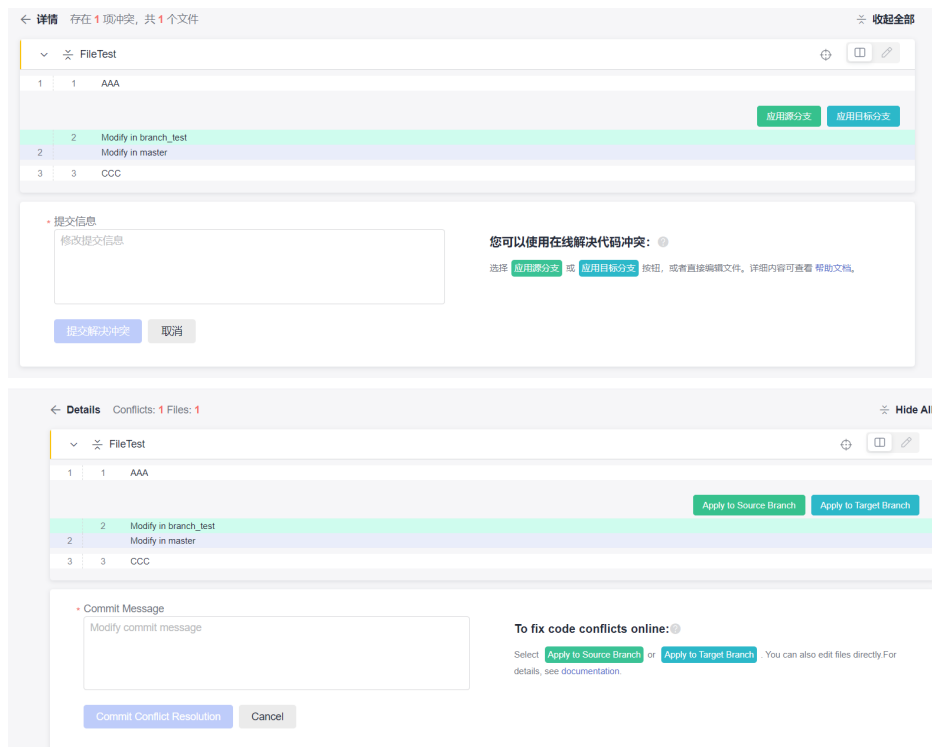 详情 存在 1 项冲突，共 1 个文件 收起全部
FileTest
1 1 AAA
应用源分支 应用目标分支
2 Modify in branch_test
2 Modify in master
3 3 CCC
* 提交信息
修改提交信息
您可以使用在线解决代码冲突：
选择 应用源分支 或 应用目标分支 按钮，或者直接编辑文件。详细内容可查看 帮助文档。
提交解决冲突 取消
Details Conflicts: 1 Files: 1 Hide All
FileTest
1 1 AAA
Apply to Source Branch Apply to Target Branch
2 Modify in branch_test
2 Modify in master
3 3 CCC
* Commit Message
Modify commit message
To fix code conflicts online:
Select Apply to Source Branch or Apply to Target Branch . You can also edit files directly.For
details, see documentation.
Commit Conflict Resolution Cancel